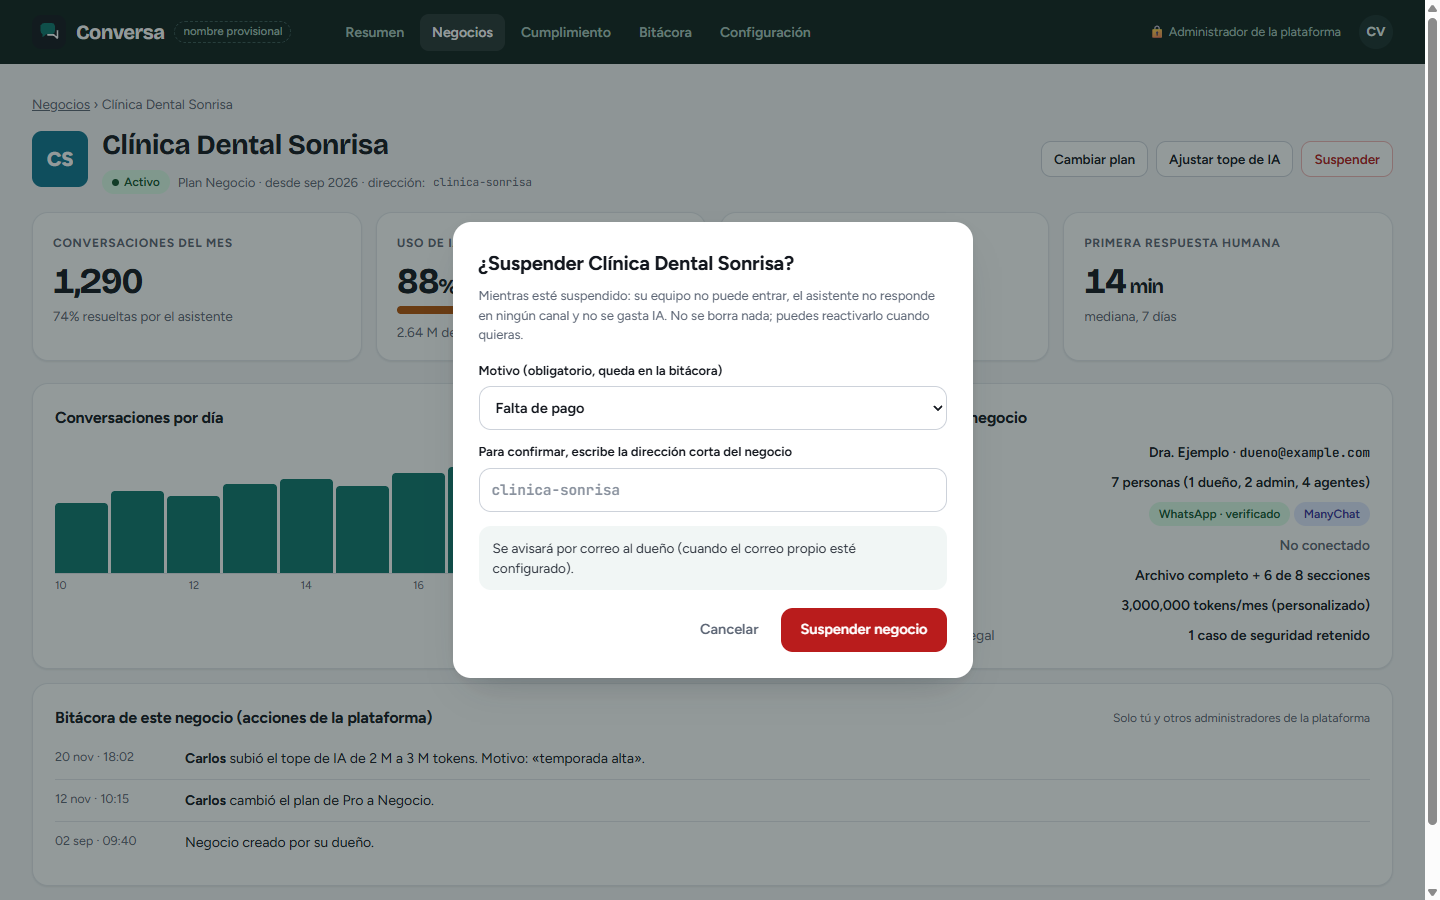 Conversa nombre provisional Resumen Negocios Cumplimiento Bitácora Configuración Administrador de la plataforma CV
Negocios › Clínica Dental Sonrisa
CS Clínica Dental Sonrisa
Activo Plan Negocio · desde sep 2026 · dirección: clinica-sonrisa
Cambiar plan Ajustar tope de IA Suspender
CONVERSACIONES DEL MES
1,290
74% resueltas por el asistente
USO DE
88%
2.64 M
PRIMERA RESPUESTA HUMANA
14 min
mediana, 7 días
¿Suspender Clínica Dental Sonrisa?
Mientras esté suspendido: su equipo no puede entrar, el asistente no responde
en ningún canal y no se gasta IA. No se borra nada; puedes reactivarlo cuando
quieras.
Motivo (obligatorio, queda en la bitácora)
Falta de pago
Para confirmar, escribe la dirección corta del negocio
clinica-sonrisa
Se avisará por correo al dueño (cuando el correo propio esté
configurado).
Cancelar Suspender negocio
Conversaciones por día
10 12 14 16
negocio
Dra. Ejemplo · dueno@example.com
7 personas (1 dueño, 2 admin, 4 agentes)
WhatsApp · verificado ManyChat
No conectado
Archivo completo + 6 de 8 secciones
3,000,000 tokens/mes (personalizado)
1 caso de seguridad retenido
Bitácora de este negocio (acciones de la plataforma) Solo tú y otros administradores de la plataforma
20 nov · 18:02 Carlos subió el tope de IA de 2 M a 3 M tokens. Motivo: «temporada alta».
12 nov · 10:15 Carlos cambió el plan de Pro a Negocio.
02 sep · 09:40 Negocio creado por su dueño.